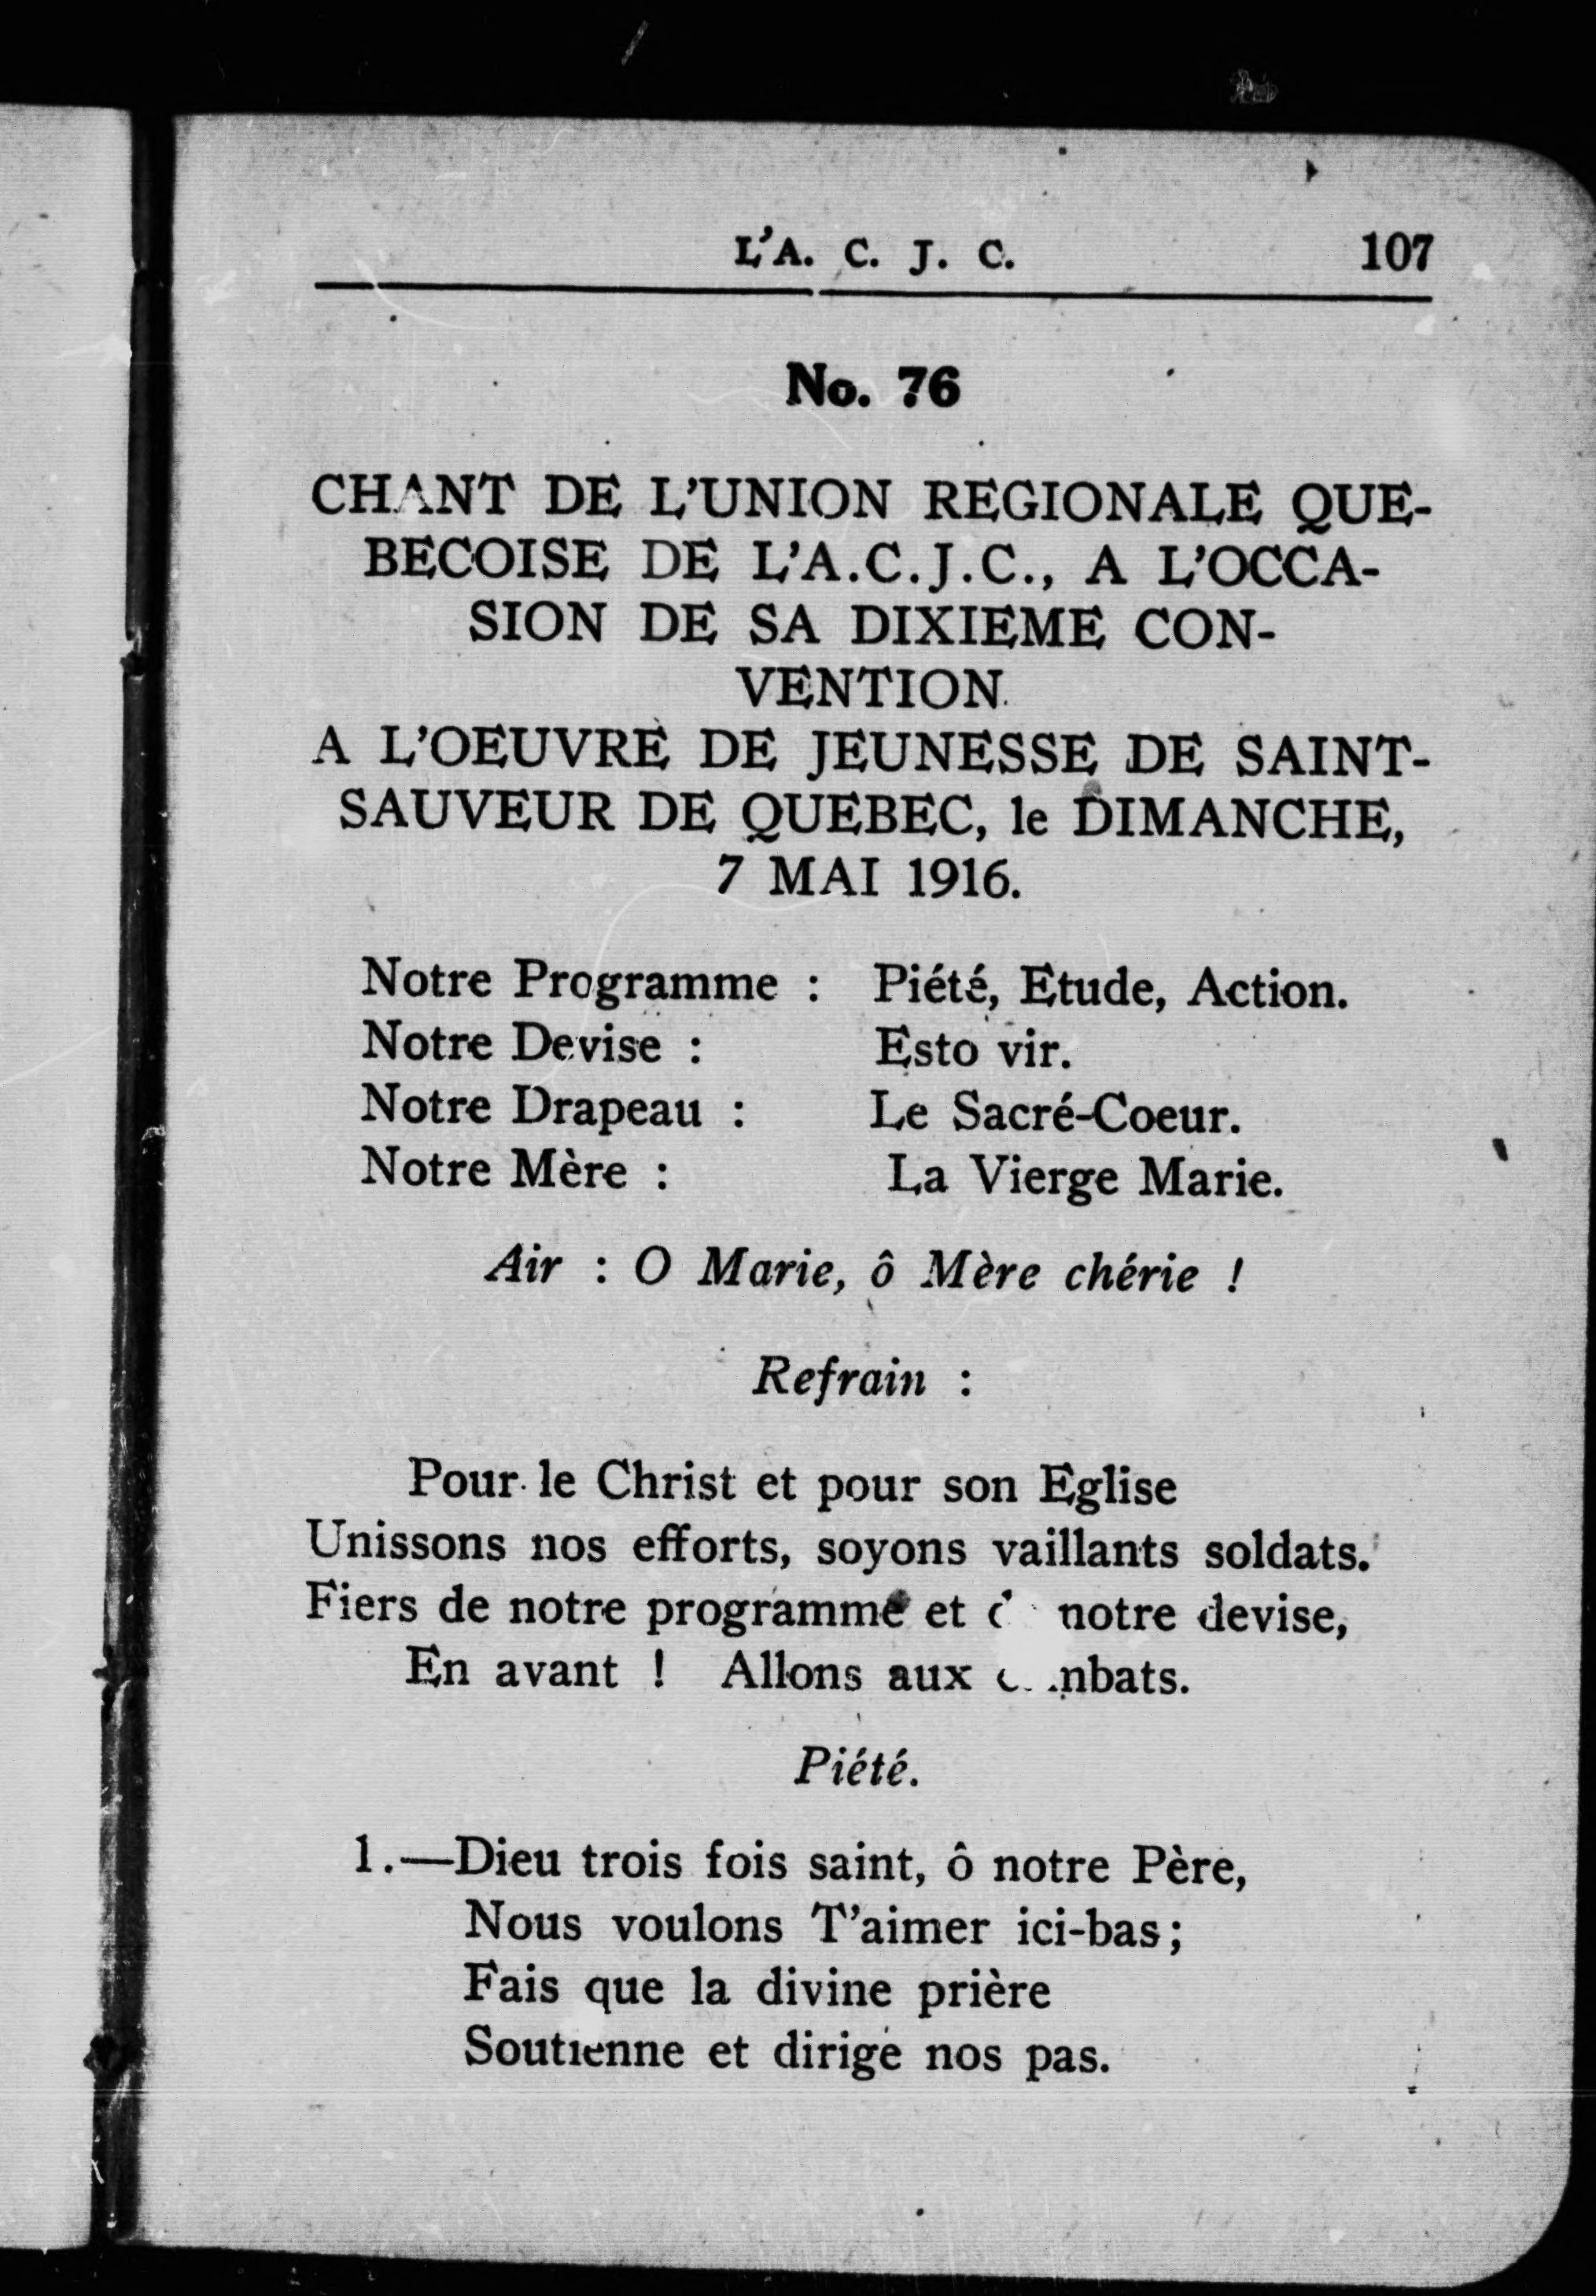 L'A. C. J. C. 107
No. 76
CHANT DE L'UNION REGIONALE QUE-
BECOISE DE L'A.C.J.C., A L'OCCA-
SION DE SA DIXIEME CON-
VENTION
A L'OEUVRE DE JEUNESSE DE SAINT-
SAUVEUR DE QUEBEC, le DIMANCHE,
7 MAI 1916.
Notre Programme : Piété, Etude, Action.
Notre Devise : Esto vir.
Notre Drapeau : Le Sacré-Coeur.
Notre Mère : La Vierge Marie.
Air : O Marie, ô Mère chérie !
Refrain :
Pour le Christ et pour son Eglise
Unissons nos efforts, soyons vaillants soldats.
Fiers de notre programme et notre devise,
En avant ! Allons aux
Piété.
1.—Dieu trois fois saint, ô notre Père,
Nous voulons T'aimer ici-bas;
Fais que la divine prière
Soutienne et dirige nos pas.